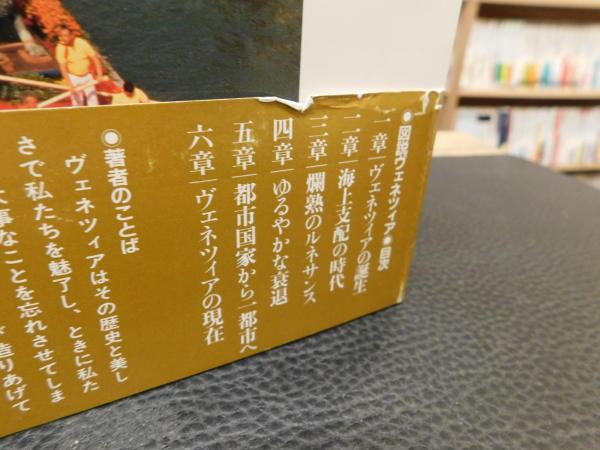 ●図説ヴェネツィア●目次
一章｜ヴェネツィアの誕生
二章｜海上支配の時代
三章｜爛熟のルネサンス
四章｜ゆるやかな衰退
五章｜都市国家から一都市へ
六章｜ヴェネツィアの現在
●著者のことば
ヴェネツィアはその歴史と美し
さで私たちを魅了し、ときに私た
事なことを忘れさせてしま
造りあげて